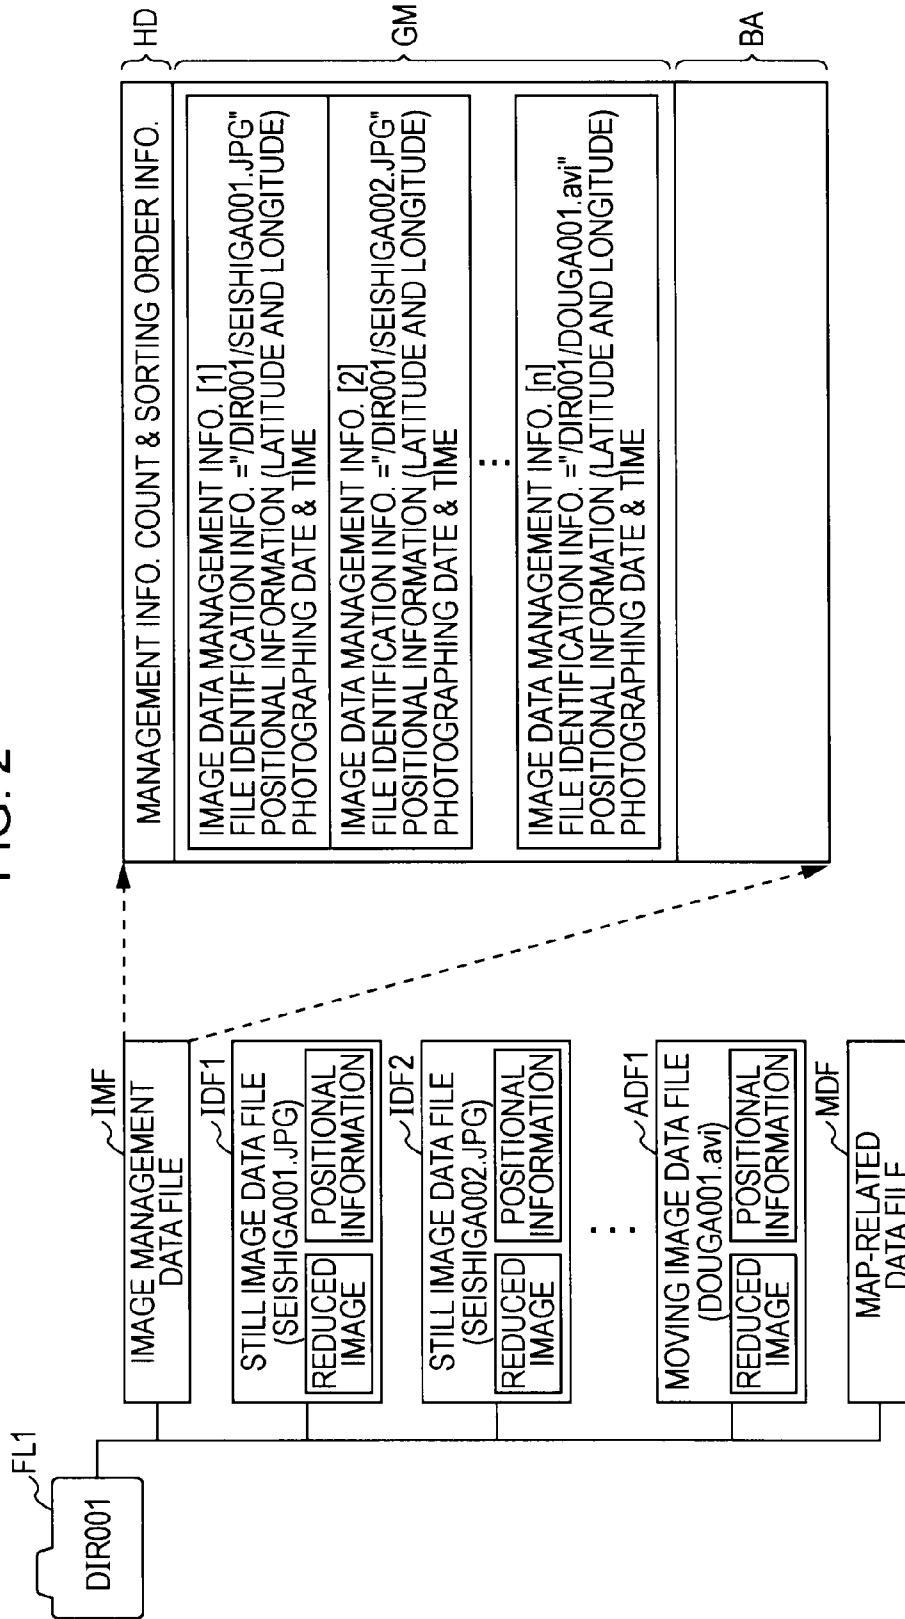 FIG. 2
FL1
DIR001
IMF
IMAGE MANAGEMENT
DATA FILE
IDF1
STILL IMAGE DATA FILE
(SEISHIGA001.JPG)
REDUCED
IMAGE
POSITIONAL
INFORMATION
IDF2
STILL IMAGE DATA FILE
(SEISHIGA002.JPG)
REDUCED
IMAGE
POSITIONAL
INFORMATION
...
ADF1
MOVING IMAGE DATA FILE
(DOUGA001.avi)
REDUCED
IMAGE
POSITIONAL
INFORMATION
MDF
MAP-RELATED
DATA FILE
MANAGEMENT INFO. COUNT & SORTING ORDER INFO.
HD
IMAGE DATA MANAGEMENT INFO. [1]
FILE IDENTIFICATION INFO. ="/DIR001/SEISHIGA001.JPG"
POSITIONAL INFORMATION (LATITUDE AND LONGITUDE)
PHOTOGRAPHING DATE & TIME
IMAGE DATA MANAGEMENT INFO. [2]
FILE IDENTIFICATION INFO. ="/DIR001/SEISHIGA002.JPG"
POSITIONAL INFORMATION (LATITUDE AND LONGITUDE)
PHOTOGRAPHING DATE & TIME
...
IMAGE DATA MANAGEMENT INFO. [n]
FILE IDENTIFICATION INFO. ="/DIR001/DOUGA001.avi"
POSITIONAL INFORMATION (LATITUDE AND LONGITUDE)
PHOTOGRAPHING DATE & TIME
GM
BA